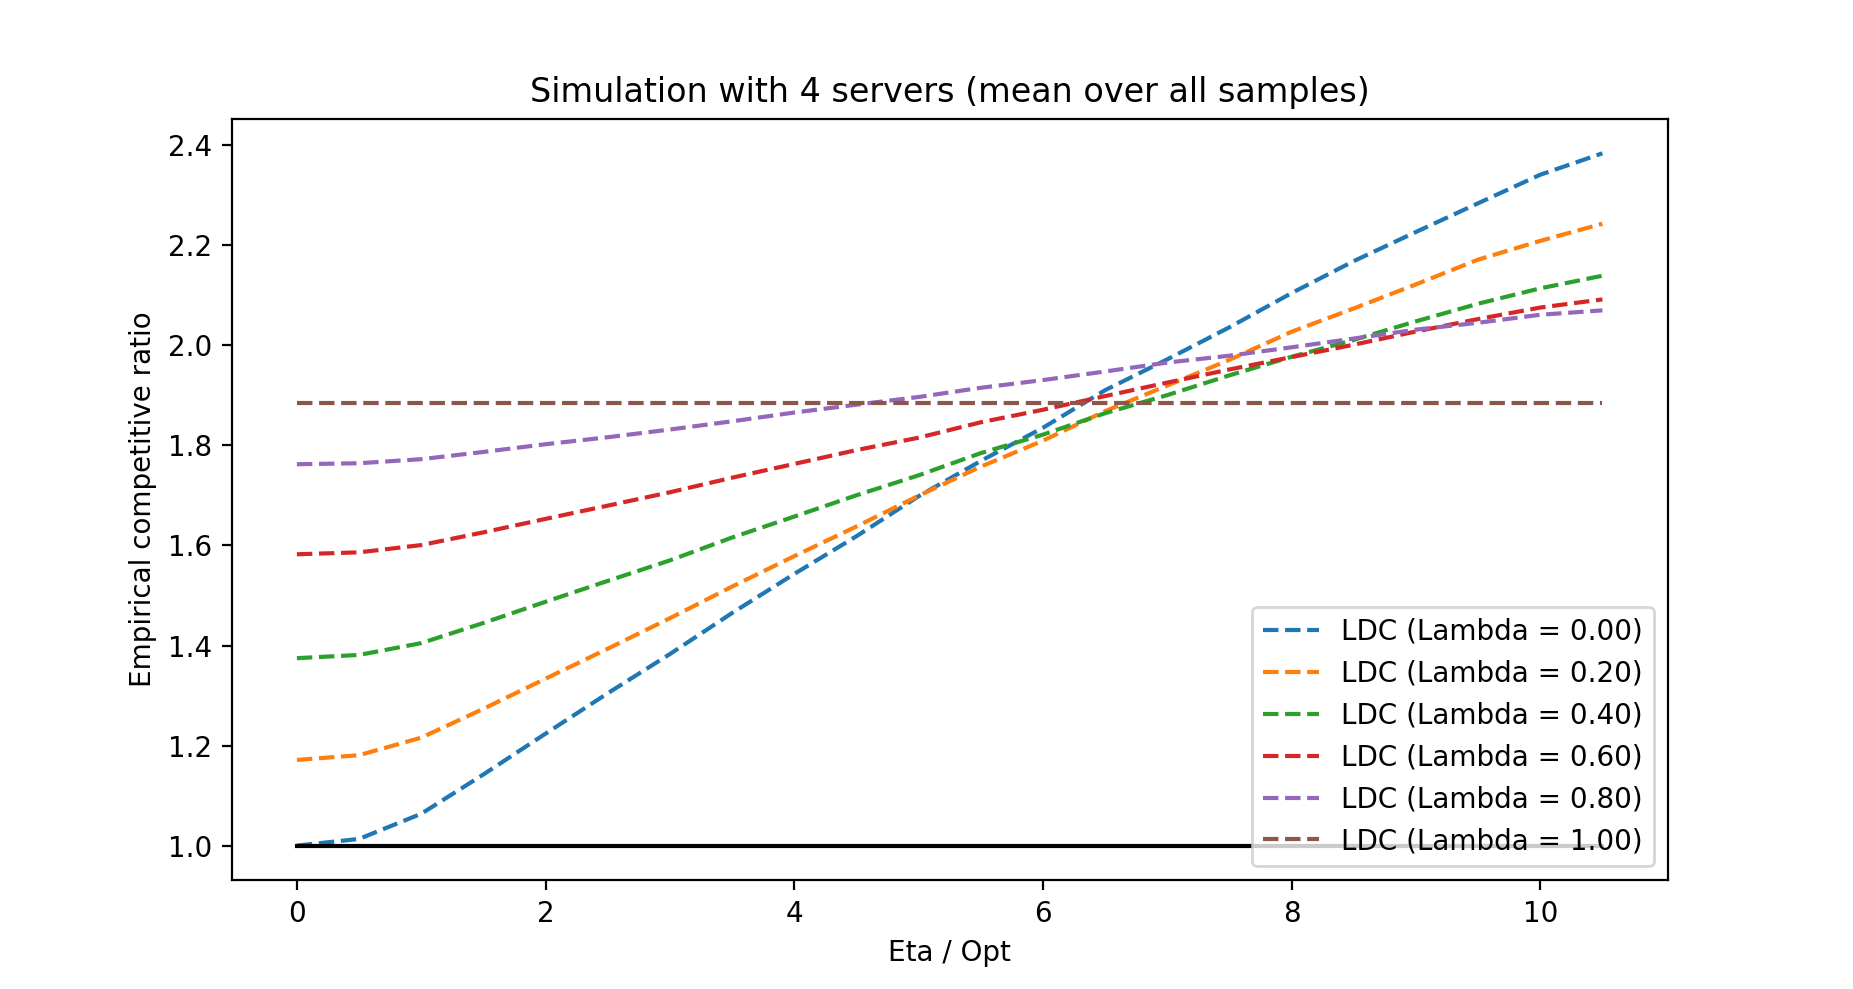 Simulation with 4 servers (mean over all samples)
Empirical competitive ratio
2.4
2.2
2.0
1.8
1.6
1.4
1.2
1.0
LDC (Lambda = 0.00)
LDC (Lambda = 0.20)
LDC (Lambda = 0.40)
LDC (Lambda = 0.60)
LDC (Lambda = 0.80)
LDC (Lambda = 1.00)
0 2 4 6 8 10
Eta / Opt